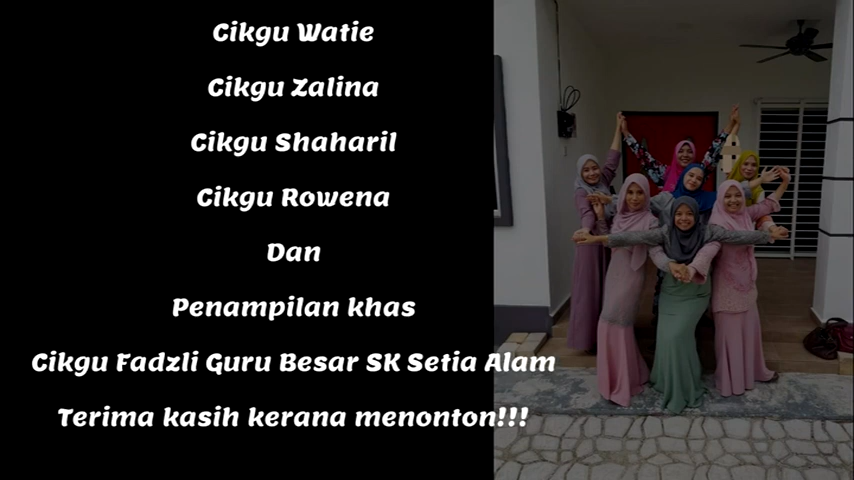 Cikgu Watie
Cikgu Zalina
Cikgu Shaharil
Cikgu Rowena
Dan
Penampilan khas
Cikgu Fadzli Guru Besar SK Setia Alam
Terima kasih kerana menonton!!!